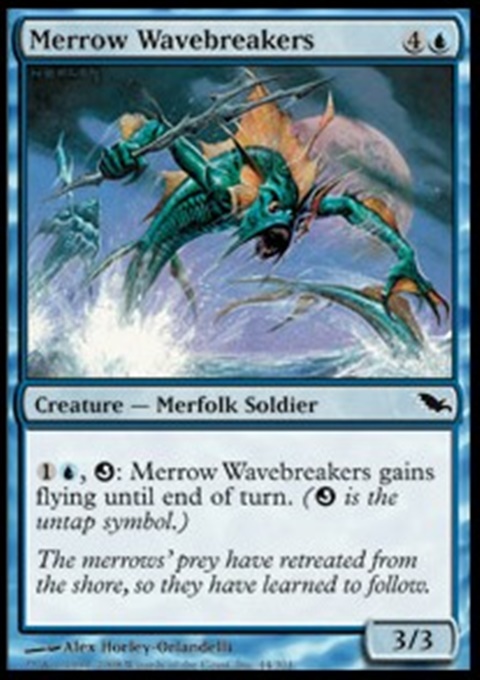 Merrow Wavebreakers 4
Creature — Merfolk Soldier
1, : Merrow Wavebreakers gains
flying until end of turn. ( is the
untap symbol.)
The merrows' prey have retreated from
the shore, so they have learned to follow.
Alex Horley-Orlandelli
3/3